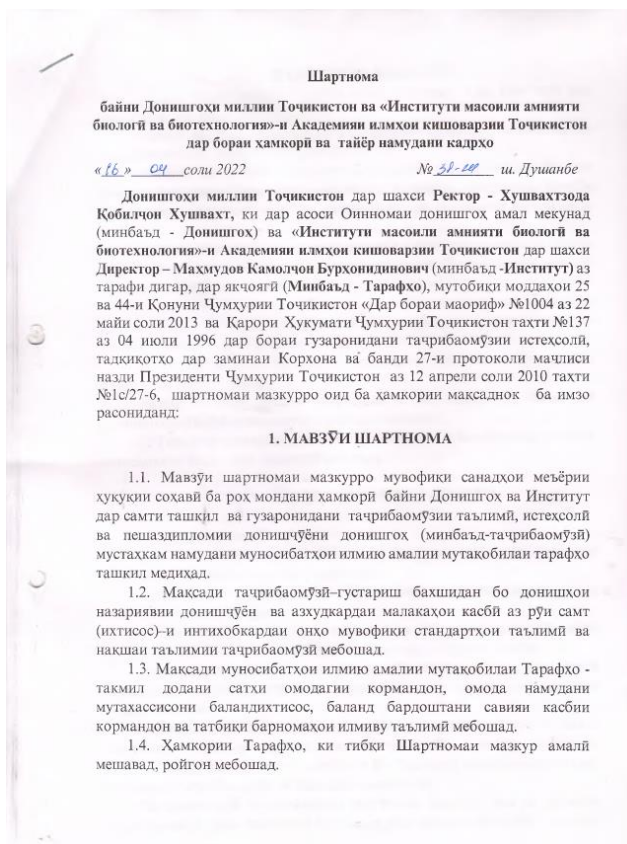 Шартнома
байни Донишгоҳи миллии Тоҷикистон ва «Институти масоили амнияти
биологӣ ва биотехнология»-и Академияи илмҳои кишоварзии Тоҷикистон
дар бораи ҳамкорӣ ва тайёр намудани кадрҳо
«16» 04 соли 2022 № 38-
ш. Душанбе
Донишгоҳи миллии Тоҷикистон дар шахси Ректор - Хушвахтзода
Қобилҷон Хушвахт, ки дар асоси Оинномаи донишгоҳ амал мекунад
(минбаъд - Донишгоҳ) ва «Институти масоили амнияти биологӣ ва
биотехнология»-и Академияи илмҳои кишоварзии Тоҷикистон дар шахси
Директор – Махмудов Камолҷон Бурҳонидинович (минбаъд -Институт) аз
тарафи дигар, дар якҷоягӣ (Минбаъд - Тарафҳо), мутобиқи моддаҳои 25
ва 44-и Қонуни Ҷумҳурии Тоҷикистон «Дар бораи маориф» №1004 аз 22
майи соли 2013 ва Қарори Ҳукумати Ҷумҳурии Тоҷикистон таҳти №137
аз 04 июли 1996 дар бораи гузаронидани таҷрибаомӯзии истеҳсолӣ,
тадқиқотҳо дар заминаи Корхона ва банди 27-и протоколи маҷлиси
назди Президенти Ҷумҳурии Тоҷикистон аз 12 апрели соли 2010 таҳти
№1с/27-6, шартномаи мазкурро оид ба ҳамкории мақсаднок ба имзо
расониданд:
1. МАВЗӮИ ШАРТНОМА
1.1. Мавзӯи шартномаи мазкурро мувофиқи санадҳои меъёрии
ҳуқуқии соҳавӣ ба роҳ мондани ҳамкорӣ байни Донишгоҳ ва Институт
дар самти ташкил ва гузаронидани таҷрибаомӯзии таълимӣ, истеҳсолӣ
ва пешаздипломии донишҷӯёни донишгоҳ (минбаъд-таҷрибаомӯзӣ)
мустаҳкам намудани муносибатҳои илмию амалии мутақобилаи тарафҳо
ташкил медиҳад.
1.2. Мақсади таҷрибаомӯзӣ–густариш бахшидан бо донишҳои
назариявии донишҷӯён ва азхудкардаи малакаҳои касбӣ аз рӯи самт
(ихтисос)–и интихобкардаи онҳо мувофиқи стандартҳои таълимӣ ва
нақшаи таълимии таҷрибаомӯзӣ мебошад.
1.3. Мақсади муносибатҳои илмию амалии мутақобилаи Тарафҳо -
такмил додани сатҳи омодагии кормандон, омода намудани
мутахассисони баландихтисос, баланд бардоштани савияи касбии
кормандон ва татбиқи барномаҳои илмиву таълимӣ мебошад.
1.4. Ҳамкории Тарафҳо, ки тибқи Шартномаи мазкур амалӣ
мешавад, ройгон мебошад.